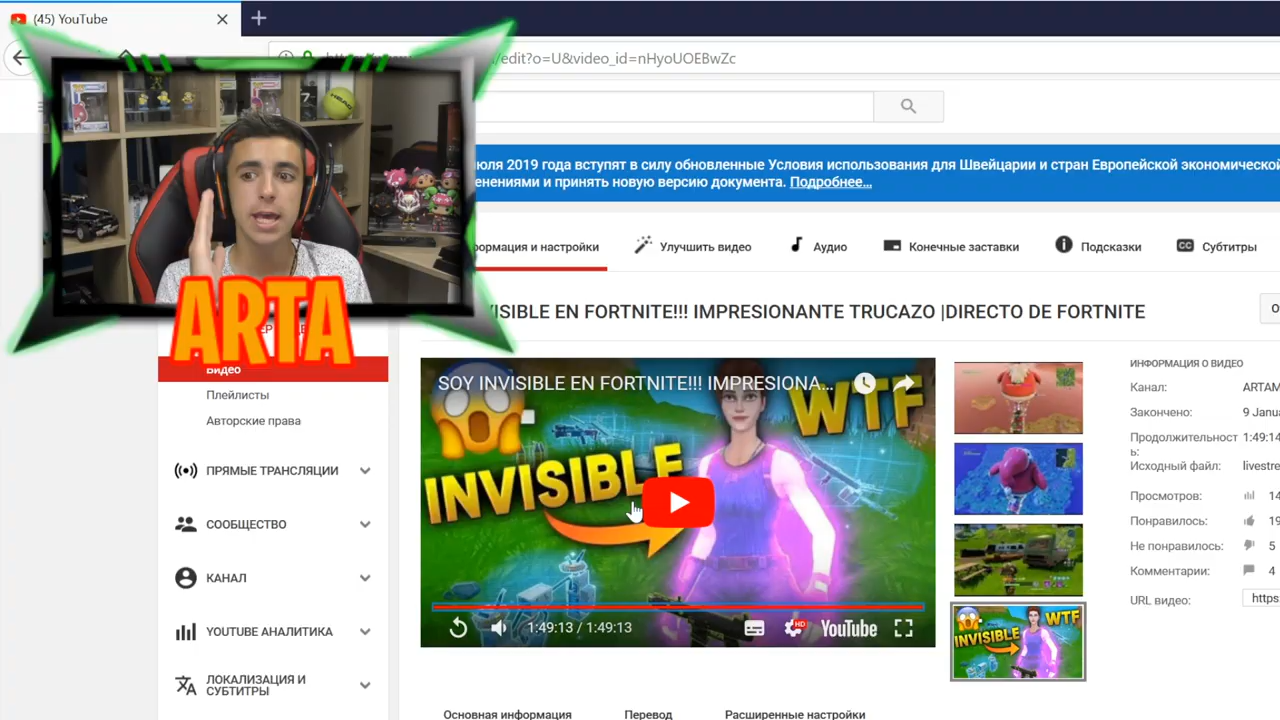 (45) YouTube
/edit?o=U&video_id=nHyoUOEBwZc
2019 года вступят в силу обновленные Условия использования для Швейцарии и стран Европейской экономической
и принять новую версию документа. Подробнее...
и настройки
Улучшить видео
Аудио
Конечные заставки
Подсказки
CC Субтитры
EN FORTNITE!!! IMPRESIONANTE TRUCAZO |DIRECTO DE FORTNITE
HEAD
ARTA
Видео
Плейлисты
Авторские права
ПРЯМЫЕ ТРАНСЛЯЦИИ
СООБЩЕСТВО
КАНАЛ
YOUTUBE АНАЛИТИКА
ЛОКАЛИЗАЦИЯ И
СУБТИТРЫ
SOY INVISIBLE EN FORTNITE!!! IMPRESIONA...
WTF
INVISIBLE
1:49:13 / 1:49:13
HD
YouTube
WTF
INVISIBLE
ИНФОРМАЦИЯ О ВИДЕО
Канал: ARTAM
Закончено: 9 Janua
Продолжительност 1:49:14
ь:
Исходный файл: livestre
Просмотров: 14
Понравилось: 19
Не понравилось: 5
Комментарии: 4
URL видео: https:
Основная информация
Перевод
Расширенные настройки